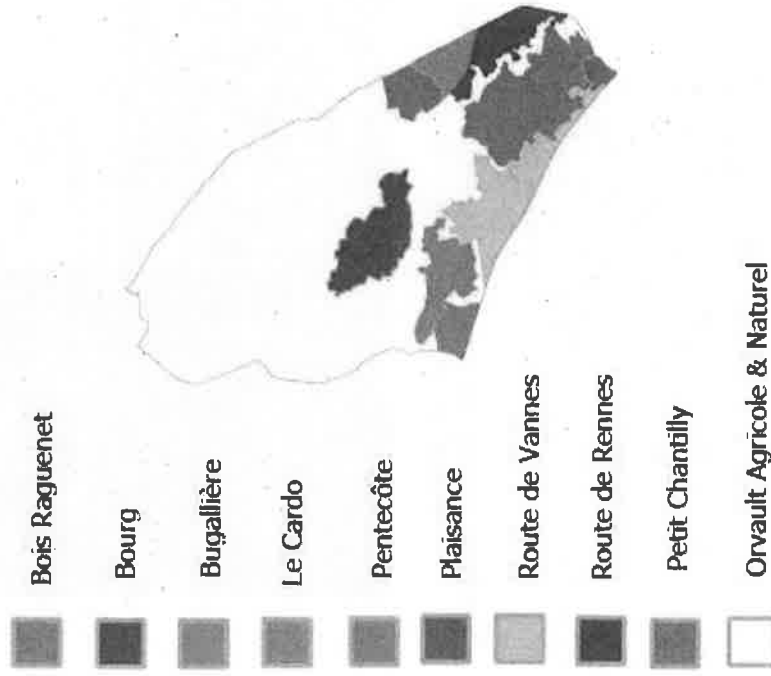 Bois Raguenet
Bourg
Bugallière
Le Cardo
Pentecôte
Plaisance
Route de Vannes
Route de Rennes
Petit Chantilly
Orvault Agricole & Naturel